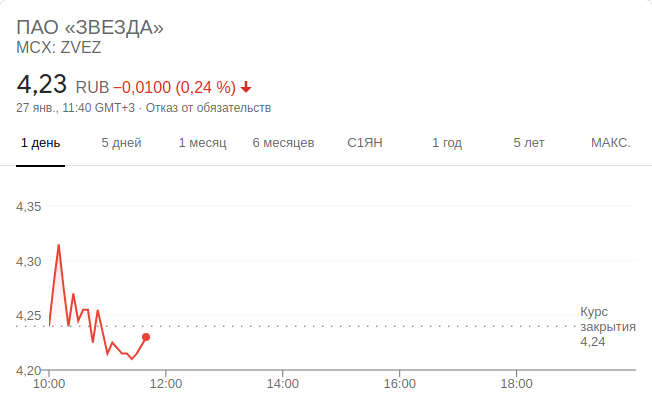 ПАО «ЗВЕЗДА»
MCX: ZVEZ
4,23 RUB −0,0100 (0,24 %)
27 янв., 11:40 GMT+3 · Отказ от обязательств
1 день 5 дней 1 месяц 6 месяцев С1ЯН 1 год 5 лет МАКС.
4,35
4,30
4,25
Курс
закрытия
4,24
4,20
10:00 12:00 14:00 16:00 18:00